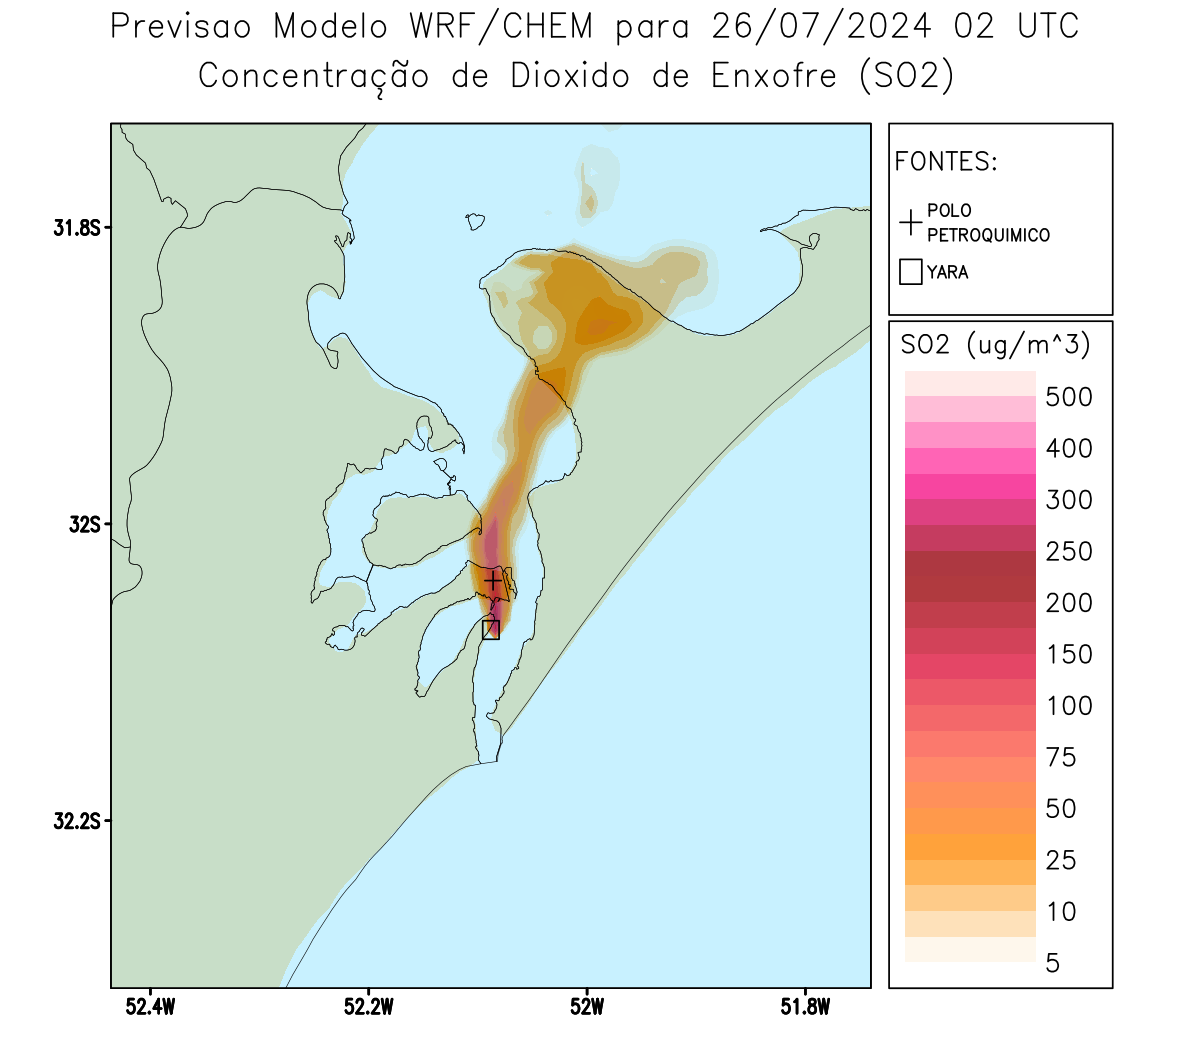 Previsao Modelo WRF/CHEM para 26/07/2024 02 UTC
Concentração de Dioxido de Enxofre (SO2)
FONTES:
POLO
PETROQUIMICO
YARA
SO2 (ug/m^3)
500
400
300
250
200
150
100
75
50
25
10
5
31.8S
32S
32.2S
52.4W
52.2W
52W
51.8W